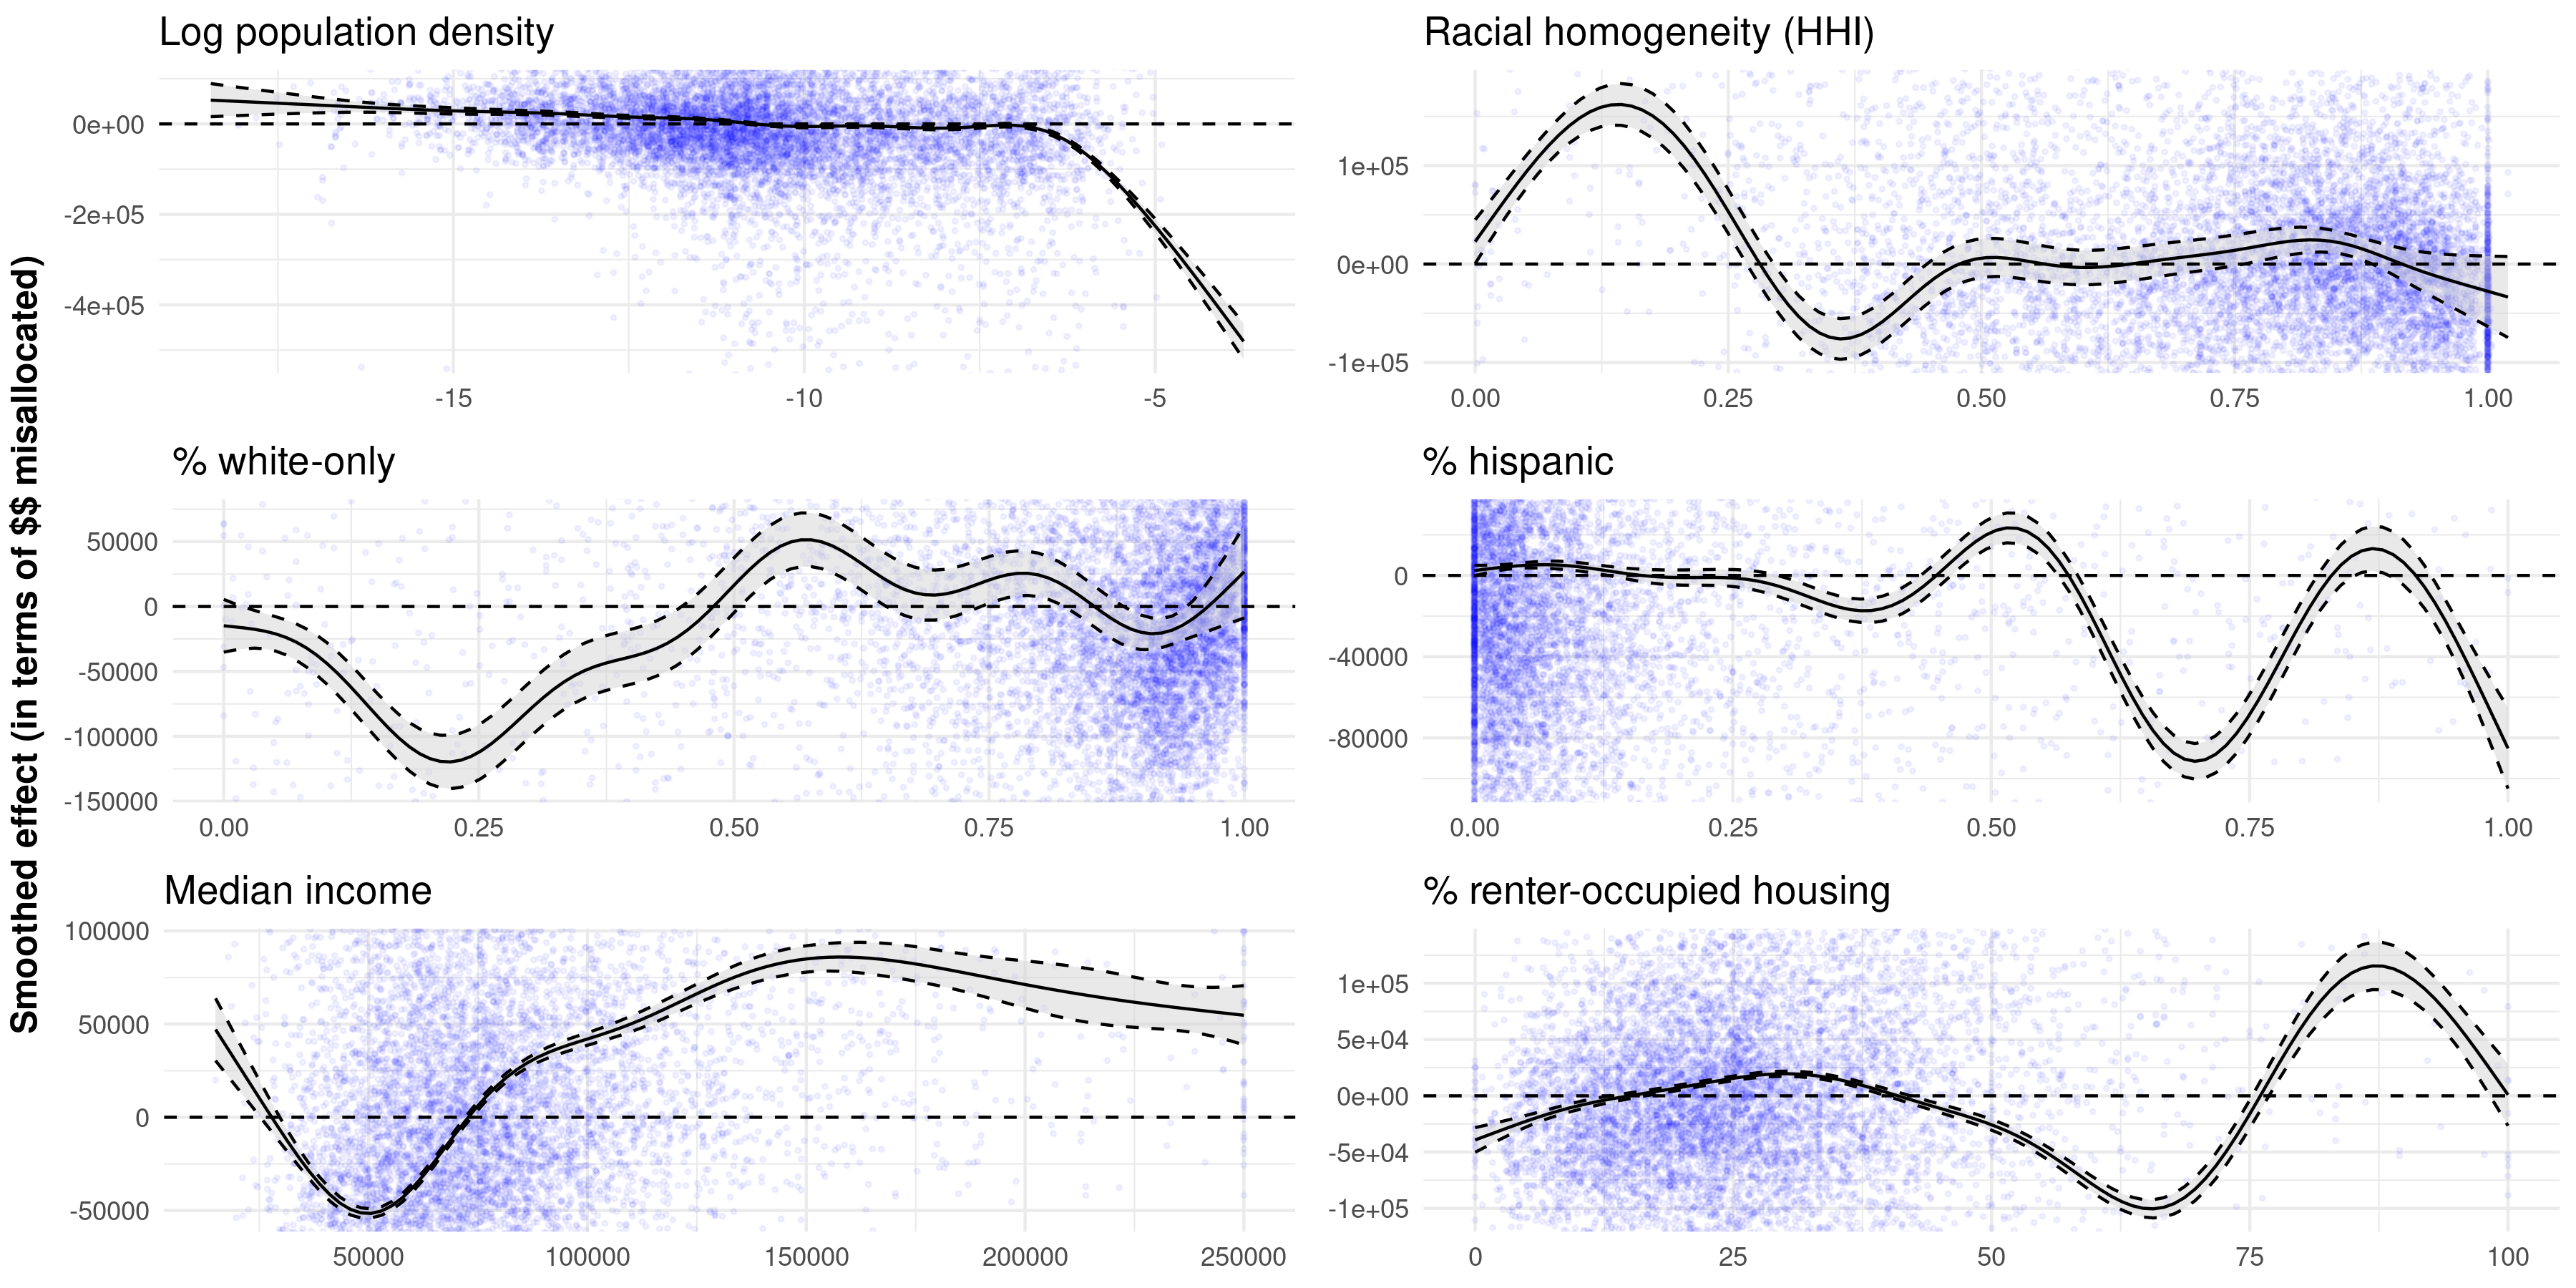 Smoothed effect (in terms of $$ misallocated)
Log population density
0e+00
-2e+05
-4e+05
-15 -10 -5
Racial homogeneity (HHI)
1e+05
0e+00
-1e+05
0.00 0.25 0.50 0.75 1.00
% white-only
50000
0
-50000
-100000
-150000
0.00 0.25 0.50 0.75 1.00
% hispanic
0
-40000
-80000
0.00 0.25 0.50 0.75 1.00
Median income
100000
50000
0
-50000
50000 100000 150000 200000 250000
% renter-occupied housing
1e+05
5e+04
0e+00
-5e+04
-1e+05
0 25 50 75 100